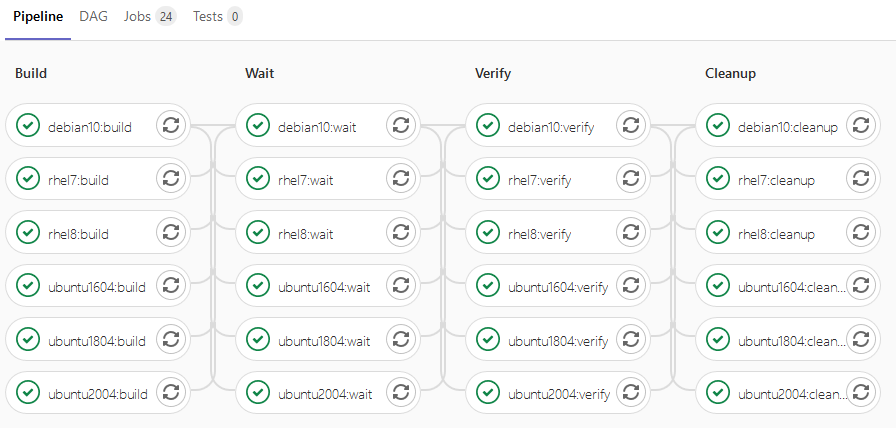 Pipeline DAG Jobs 24 Tests 0
Build Wait Verify Cleanup
debian10:build debian10:wait debian10:verify debian10:cleanup
rhel7:build rhel7:wait rhel7:verify rhel7:cleanup
rhel8:build rhel8:wait rhel8:verify rhel8:cleanup
ubuntu1604:build ubuntu1604:wait ubuntu1604:verify ubuntu1604:clean...
ubuntu1804:build ubuntu1804:wait ubuntu1804:verify ubuntu1804:clean...
ubuntu2004:build ubuntu2004:wait ubuntu2004:verify ubuntu2004:clean...